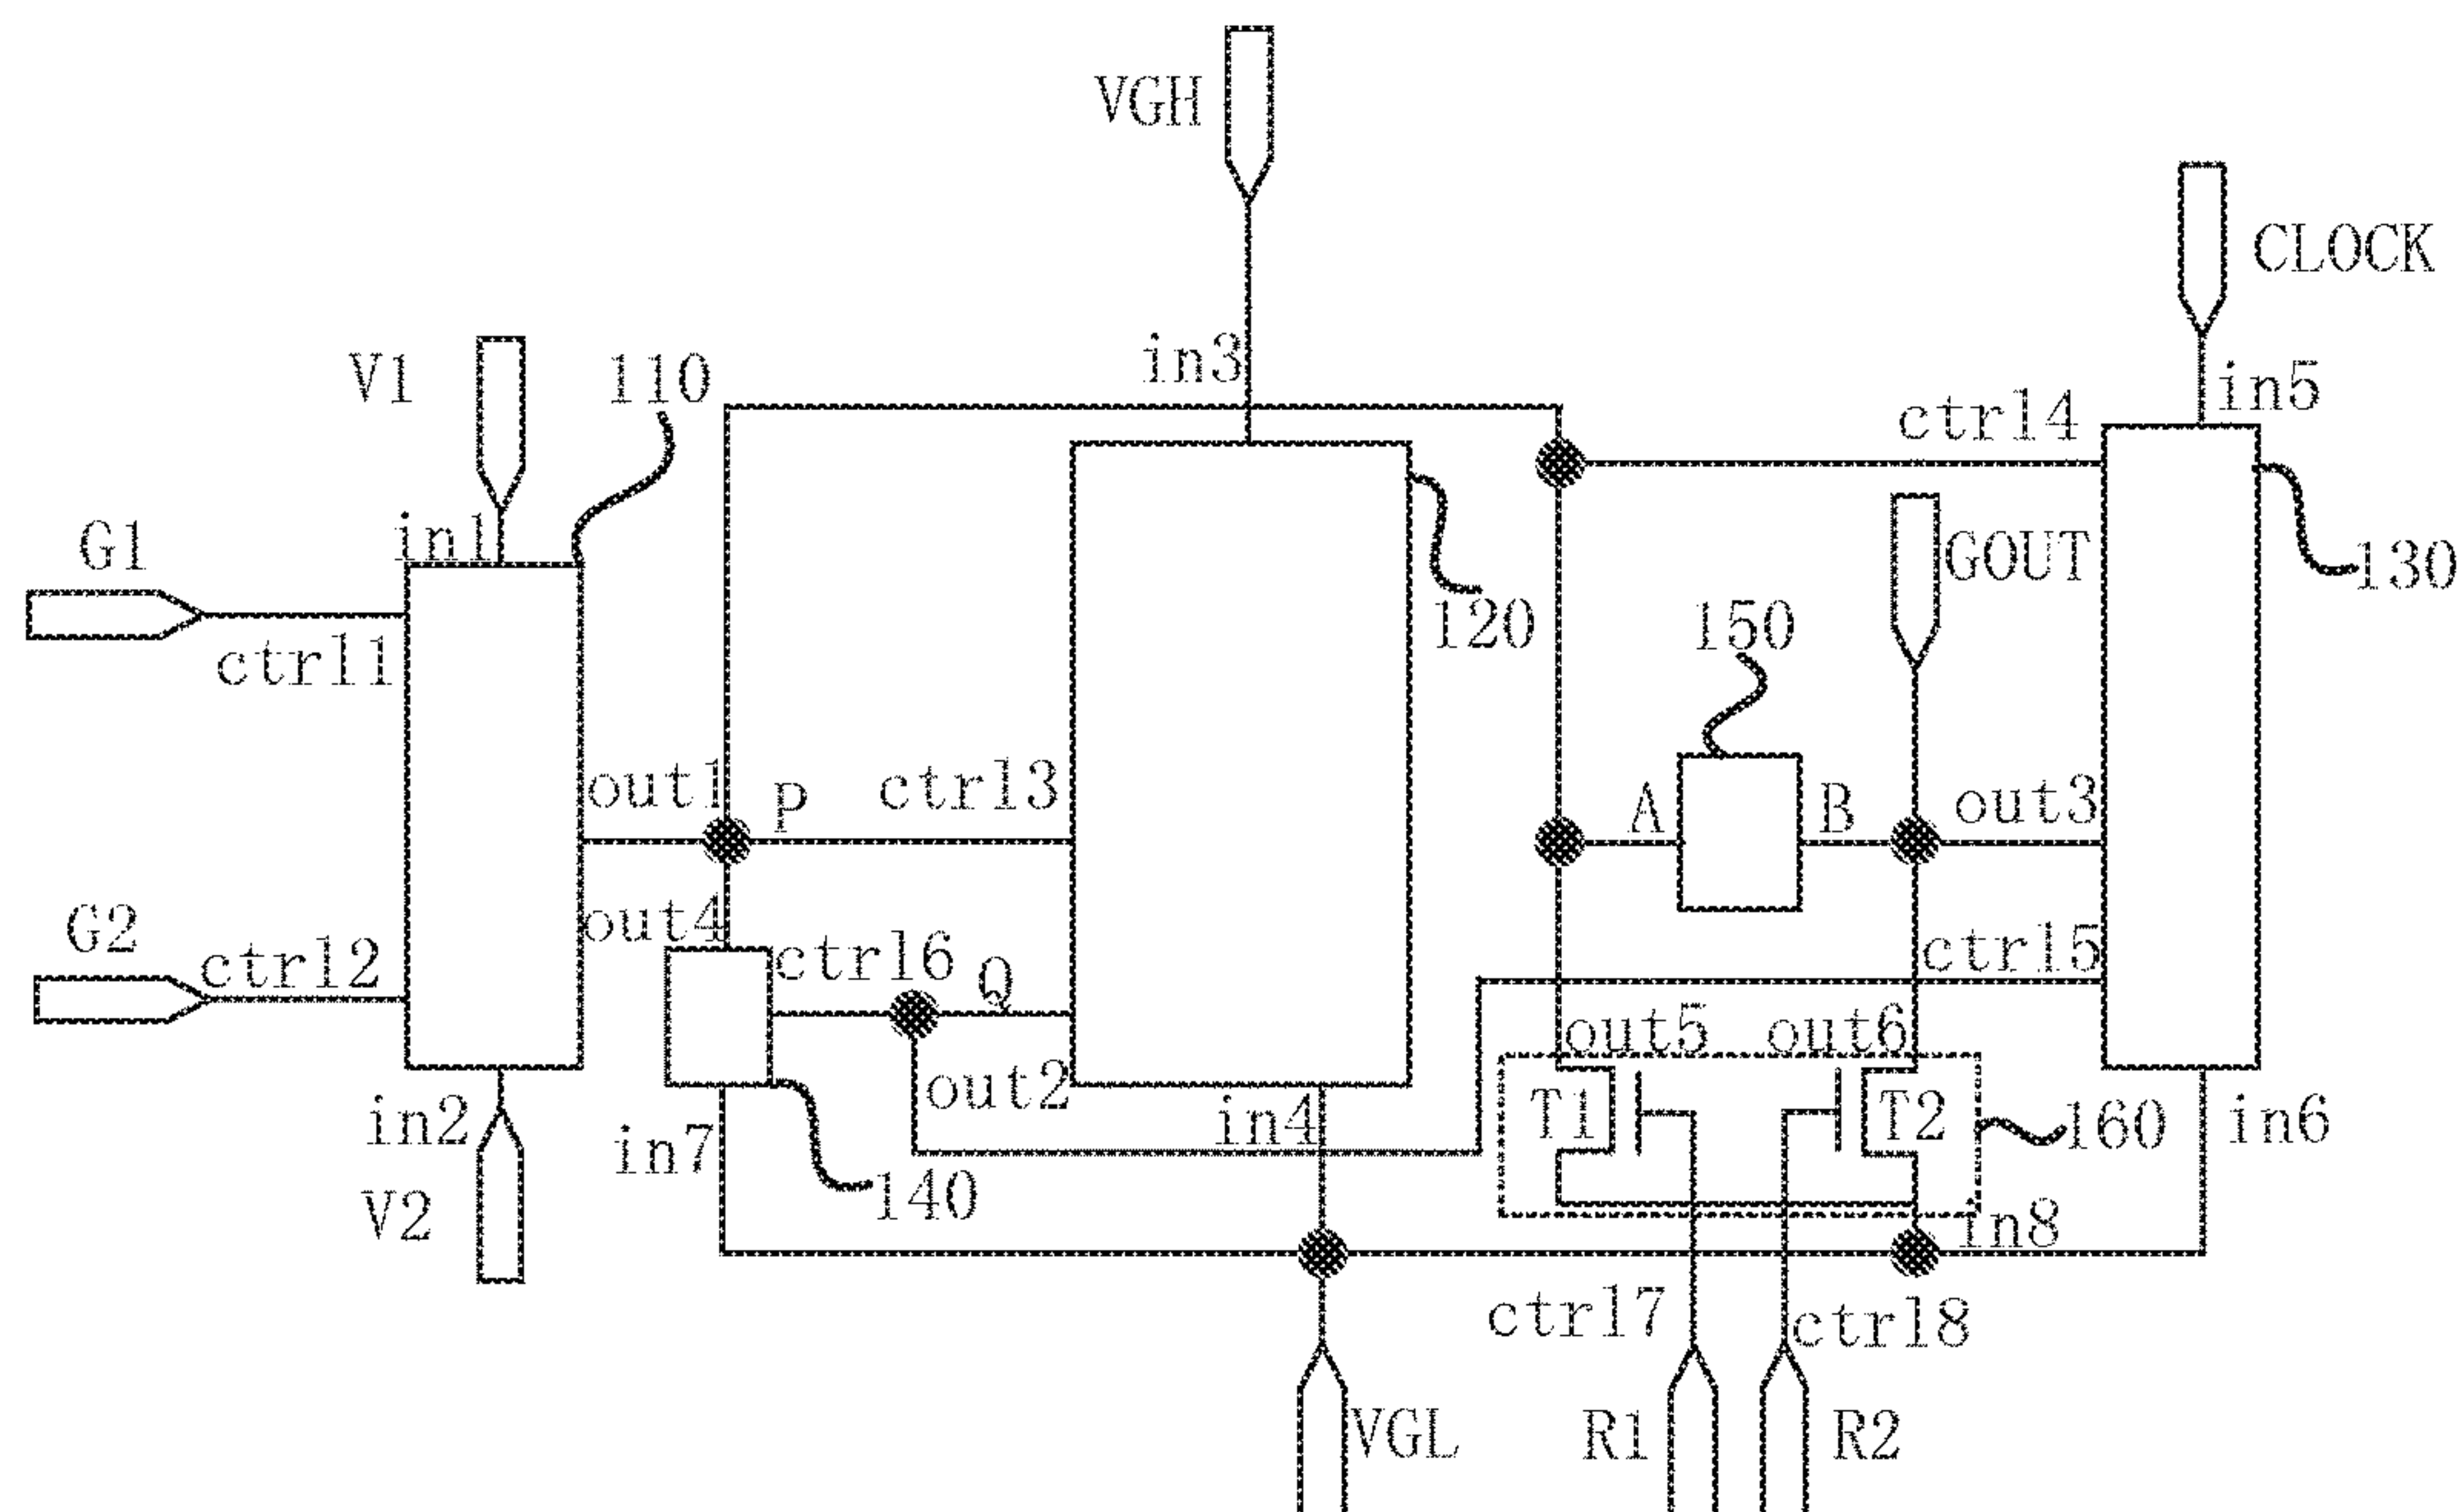 VGH
CLOCK
V1
110
in3
in5
ctrl4
in1
G1
GOUT
130
120
150
ctrl1
out1
P
ctrl3
A
B
out3
G2
out4
ctrl2
ctrl6
Q
ctrl5
out5
out6
out2
T1
T2
in2
in7
in4
160
in6
V2
140
in8
ctrl7
ctrl8
VGL
R1
R2